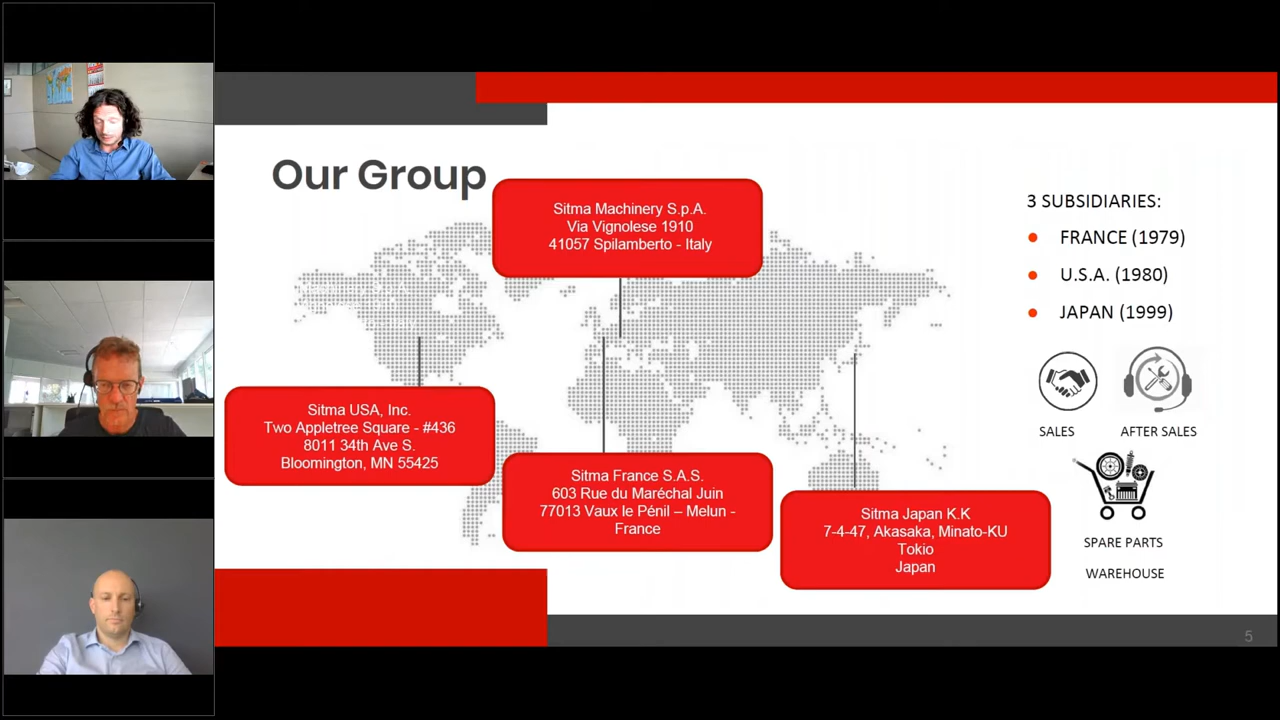 Our Group
Sitma Machinery S.p.A.
Via Vignolese 1910
41057 Spilamberto - Italy
Sitma USA, Inc.
Two Appletree Square - #436
8011 34th Ave S.
Bloomington, MN 55425
Sitma France S.A.S.
603 Rue du Maréchal Juin
77013 Vaux le Pénil – Melun -
France
Sitma Japan K.K
7-4-47, Akasaka, Minato-KU
Tokio
Japan
3 SUBSIDIARIES:
FRANCE (1979)
U.S.A. (1980)
JAPAN (1999)
SALES
AFTER SALES
SPARE PARTS
WAREHOUSE
5